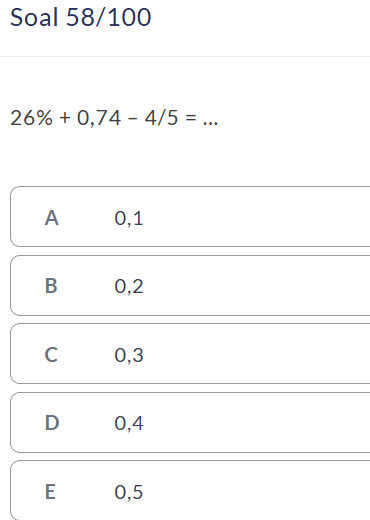 Soal 58/100
26% + 0,74 – 4/5 = ...
A 0,1
B 0,2
C 0,3
D 0,4
E 0,5